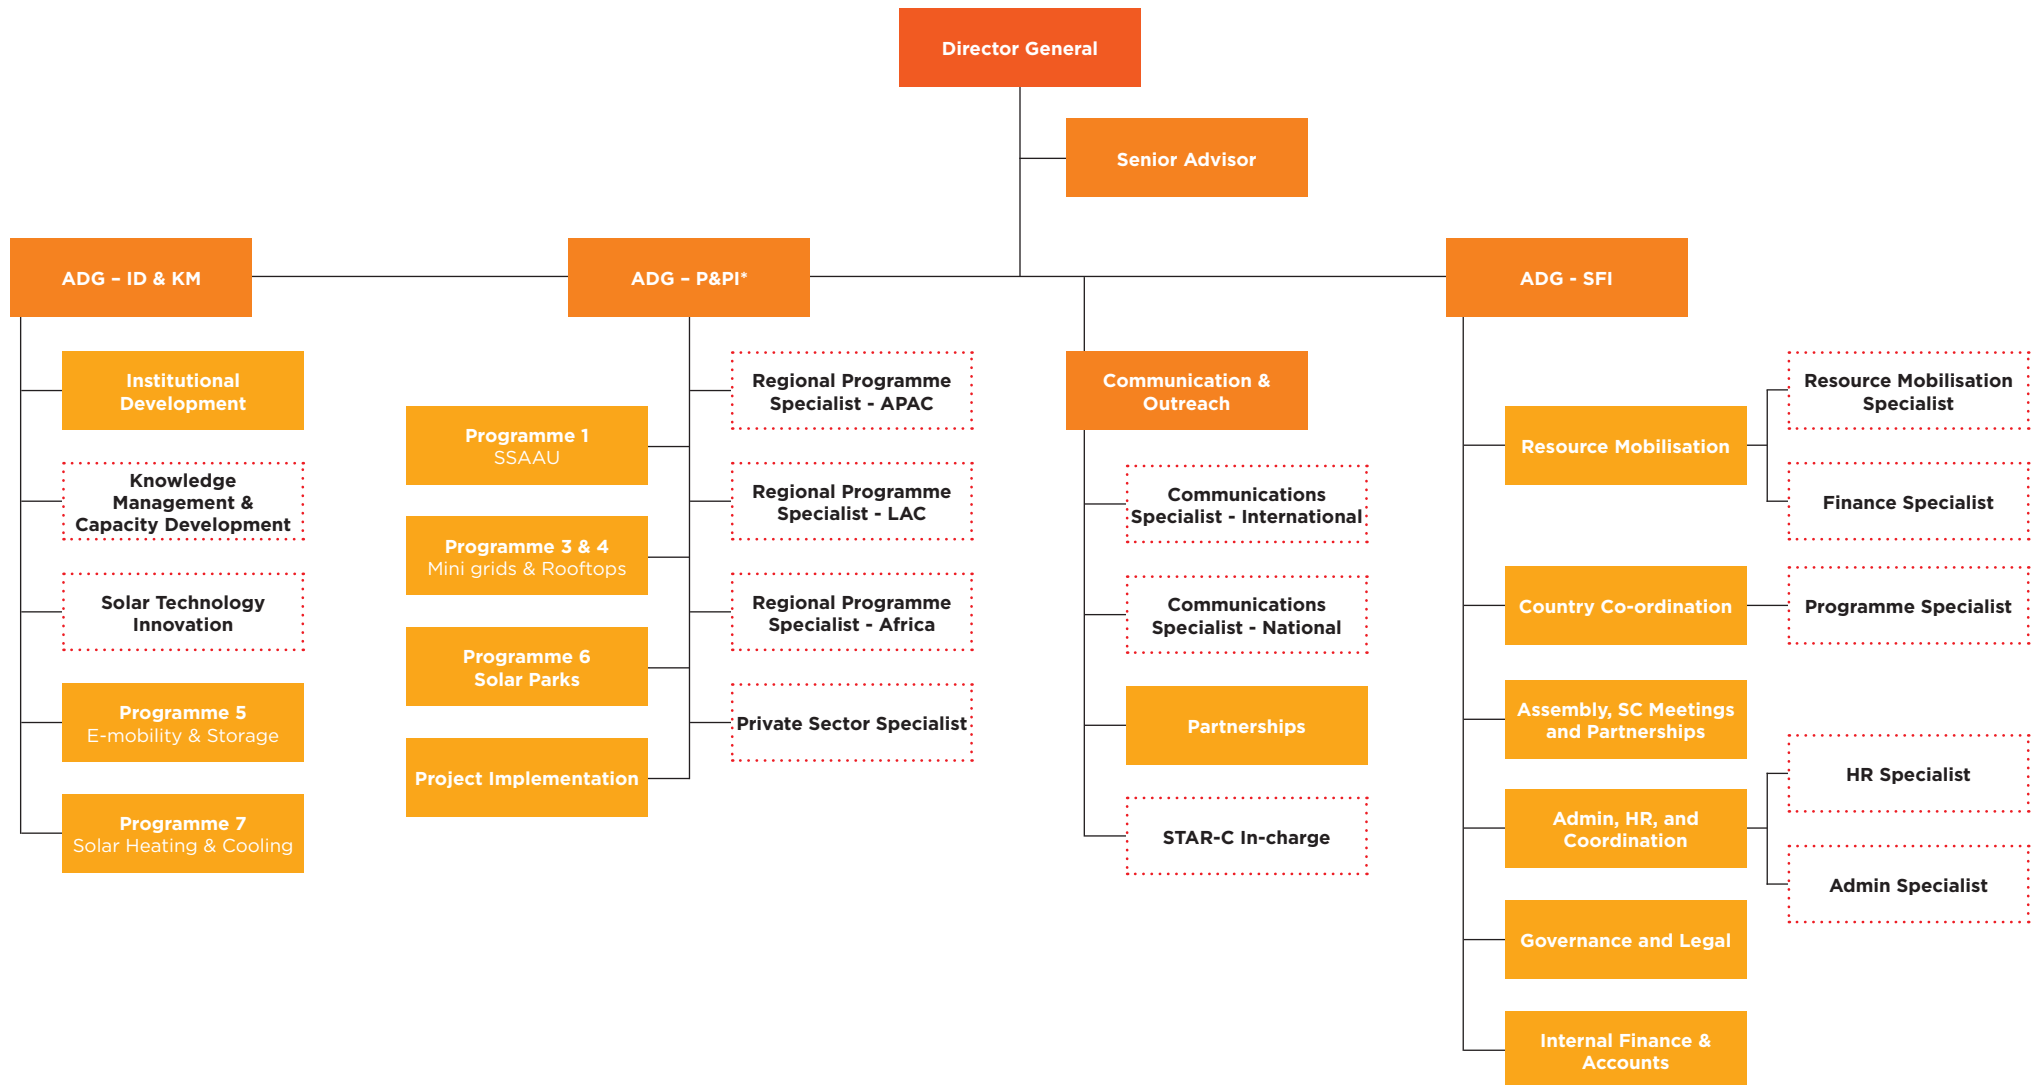 Director General
Senior Advisor
ADG – ID & KM
ADG – P&PI*
ADG - SFI
Institutional
Development
Knowledge
Management &
Capacity Development
Solar Technology
Innovation
Programme 5
E-mobility & Storage
Programme 7
Solar Heating & Cooling
Programme 1
SSAAU
Programme 3 & 4
Mini grids & Rooftops
Programme 6
Solar Parks
Project Implementation
Regional Programme
Specialist - APAC
Regional Programme
Specialist - LAC
Regional Programme
Specialist - Africa
Private Sector Specialist
Communication &
Outreach
Communications
Specialist - International
Communications
Specialist - National
Partnerships
STAR-C In-charge
Resource Mobilisation
Country Co-ordination
Assembly, SC Meetings
and Partnerships
Admin, HR, and
Coordination
Governance and Legal
Internal Finance &
Accounts
Resource Mobilisation
Specialist
Finance Specialist
Programme Specialist
HR Specialist
Admin Specialist